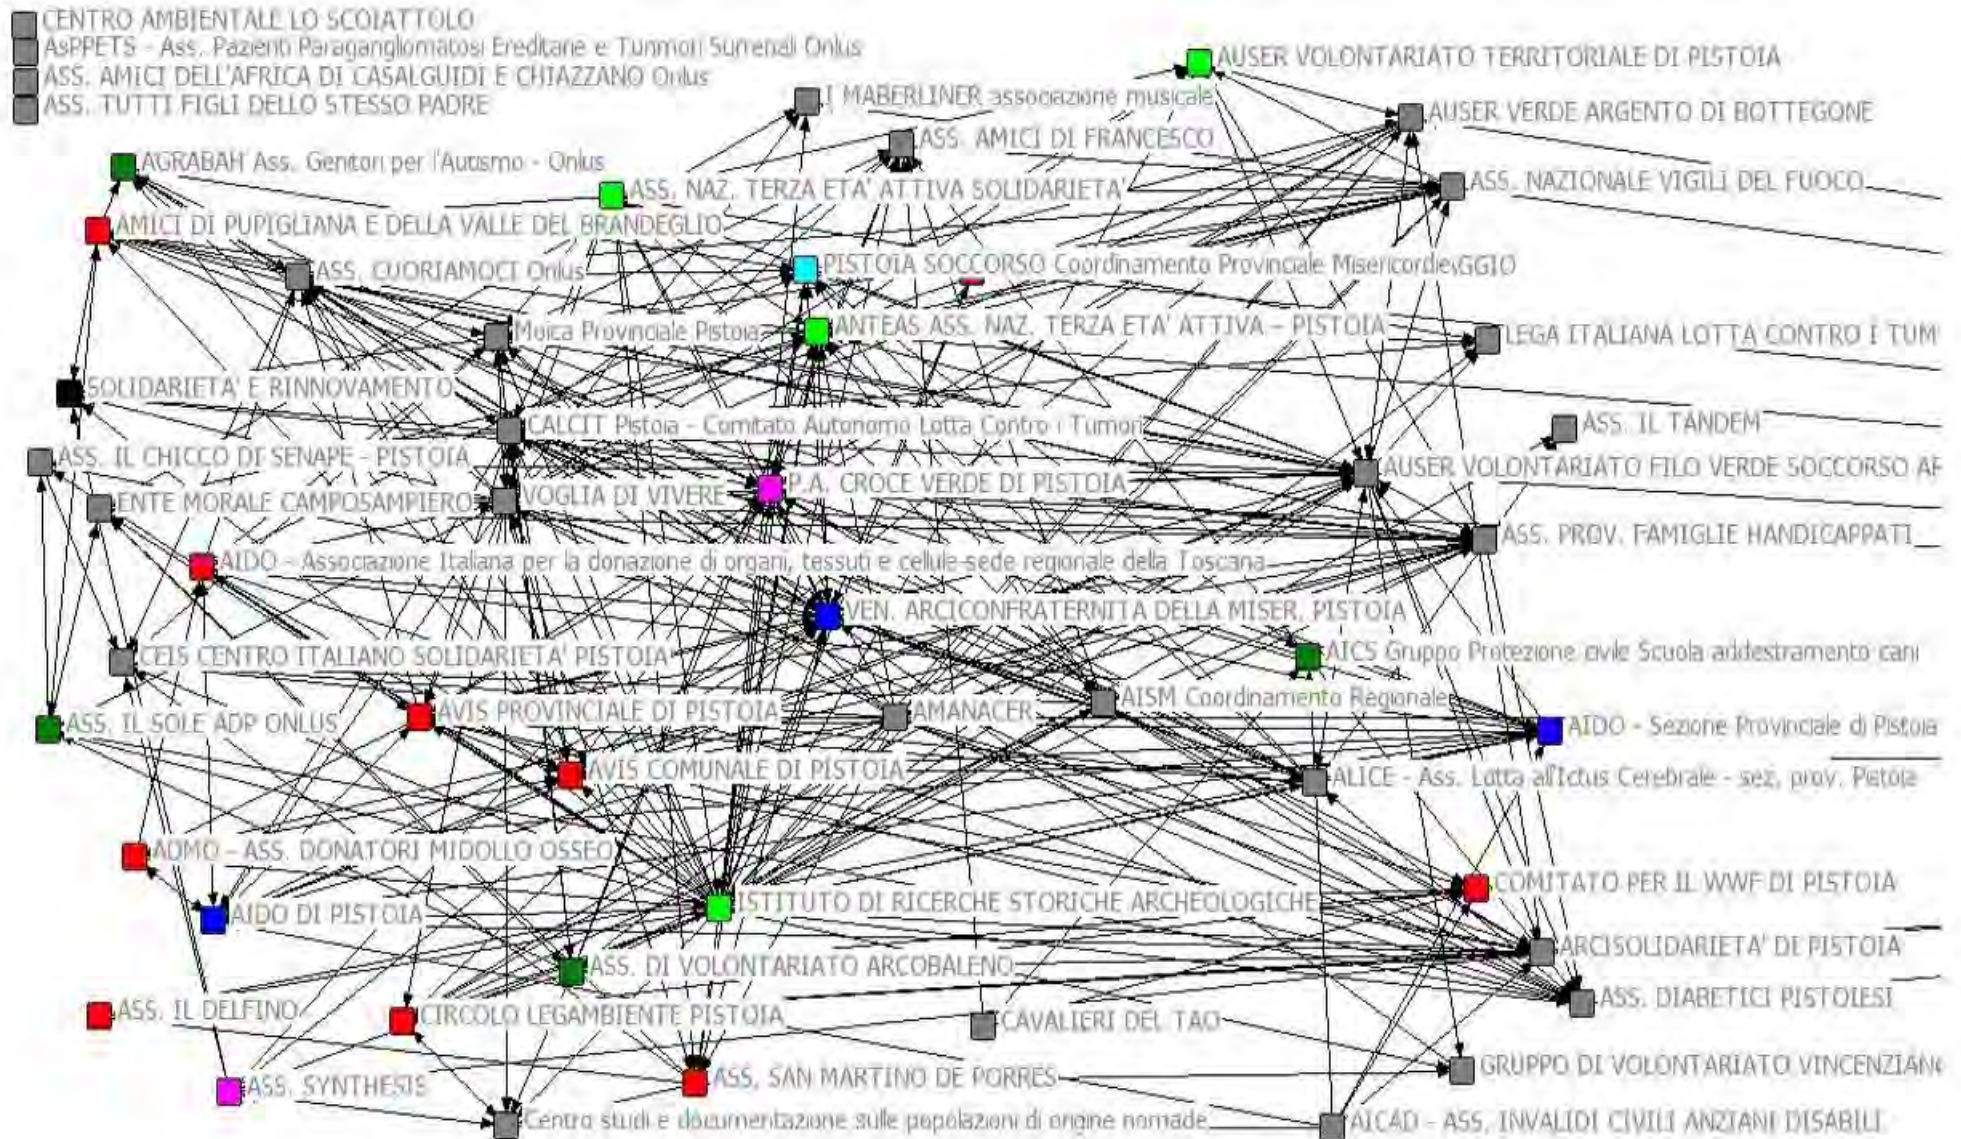 CENTRO AMBIENTALE LO SCOIATTOLO
AsPPETS - Ass. Pazienti Paragangliomatosi Ereditarie e Tunmori Surrenali Onlus
ASS. AMICI DELL'AFRICA DI CASALGUIDI E CHIAZZANO Onlus
ASS. TUTTI FIGLI DELLO STESSO PADRE
AUSER VOLONTARIATO TERRITORIALE DI PISTOIA
I MABERLINER associazione musicale
AUSER VERDE ARGENTO DI BOTTEGONE
ASS. AMICI DI FRANCESCO
AGRABAH Ass. Genitori per l'Autismo - Onlus
ASS. NAZ. TERZA ETA' ATTIVA SOLIDARIETA'
ASS. NAZIONALE VIGILI DEL FUOCO
AMICI DI PUPIGLIANA E DELLA VALLE DEL BRANDEGLIO
ASS. CUORIAMOCI Onlus
PISTOIA SOCCORSO Coordinamento Provinciale Misericordie GGIO
Moica Provinciale Pistoia
ANTEAS ASS. NAZ. TERZA ETA' ATTIVA - PISTOIA
LEGA ITALIANA LOTTA CONTRO I TUM
SOLIDARIETA' E RINNOVAMENTO
CALCIT Pistoia - Comitato Autonomo Lotta Contro i Tumori
ASS. IL TANDEM
ASS. IL CHICCO DI SENAPE - PISTOIA
AUSER VOLONTARIATO FILO VERDE SOCCORSO AR
P.A. CROCE VERDE DI PISTOIA
ENTE MORALE CAMPOSAMPIERO
VOGLIA DI VIVERE
ASS. PROV. FAMIGLIE HANDICAPPATI
AIDO - Associazione Italiana per la donazione di organi, tessuti e cellule-sede regionale della Toscana
VEN. ARCICONFRATERNITA DELLA MISER. PISTOIA
CEIS CENTRO ITALIANO SOLIDARIETA' PISTOIA
AICS Gruppo Protezione civile Scuola addestramento cani
AISM Coordinamento Regionale
ASS. IL SOLE ADP ONLUS
AVIS PROVINCIALE DI PISTOIA
AMANACER
AIDO - Sezione Provinciale di Pistoia
AVIS COMUNALE DI PISTOIA
ALICE - Ass. Lotta all'Ictus Cerebrale - sez. prov. Pistoia
ADMO - ASS. DONATORI MIDOLLO OSSEO
COMITATO PER IL WWF DI PISTOIA
AIDO DI PISTOIA
ISTITUTO DI RICERCHE STORICHE ARCHEOLOGICHE
ARCISOLIDARIETA' DI PISTOIA
ASS. DI VOLONTARIATO ARCOBALENO
ASS. DIABETICI PISTOIESI
ASS. IL DELFINO
CIRCOLO LEGAMBIENTE PISTOIA
CAVALIERI DEL TAO
GRUPPO DI VOLONTARIATO VINCENZIANO
ASS. SYNTHESIS
ASS. SAN MARTINO DE PORRES
Centro studi e documentazione sulle popolazioni di origine nomade
AICAD - ASS. INVALIDI CIVILI ANZIANI DISABILI